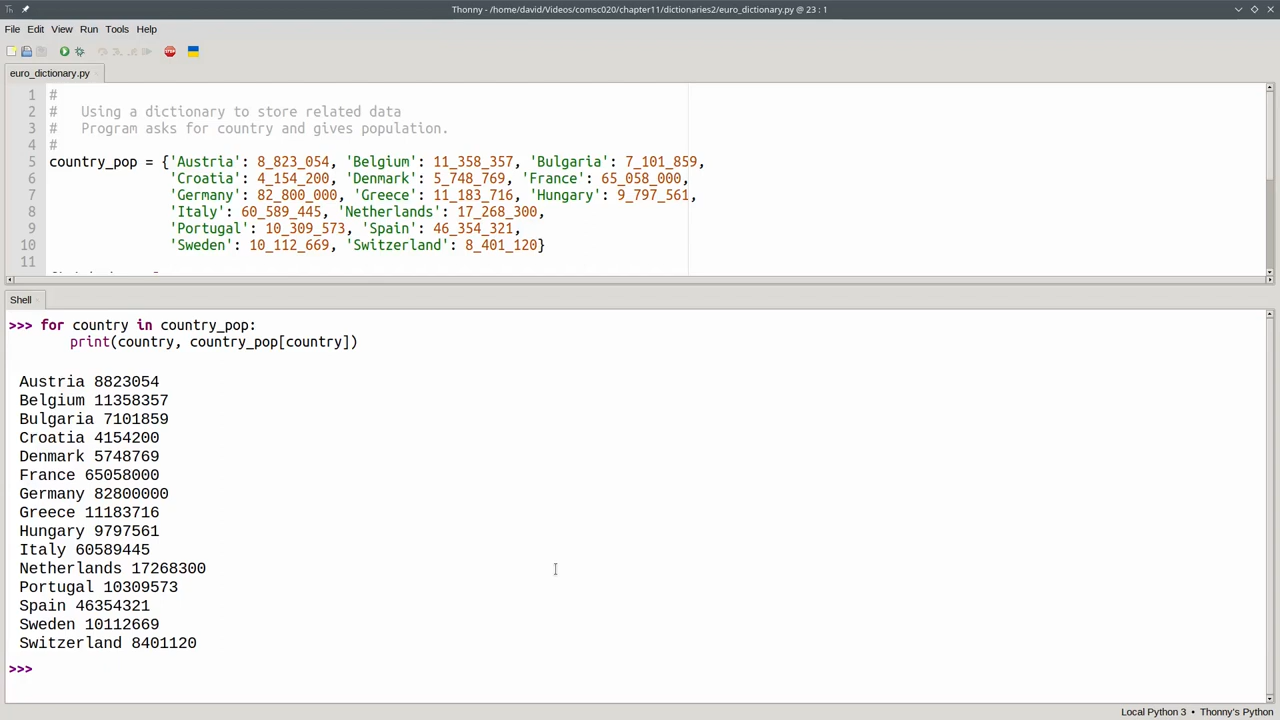 Thonny - /home/david/Videos/comsc020/chapter11/dictionaries2/euro_dictionary.py @ 23 : 1
File Edit View Run Tools Help
euro_dictionary.py
1 #
2 #   Using a dictionary to store related data
3 #   Program asks for country and gives population.
4 #
5 country_pop = {'Austria': 8_823_054, 'Belgium': 11_358_357, 'Bulgaria': 7_101_859,
6                'Croatia': 4_154_200, 'Denmark': 5_748_769, 'France': 65_058_000,
7                'Germany': 82_800_000, 'Greece': 11_183_716, 'Hungary': 9_797_561,
8                'Italy': 60_589_445, 'Netherlands': 17_268_300,
9                'Portugal': 10_309_573, 'Spain': 46_354_321,
10                'Sweden': 10_112_669, 'Switzerland': 8_401_120}
11
Shell
>>> for country in country_pop:
        print(country, country_pop[country])
Austria 8823054
Belgium 11358357
Bulgaria 7101859
Croatia 4154200
Denmark 5748769
France 65058000
Germany 82800000
Greece 11183716
Hungary 9797561
Italy 60589445
Netherlands 17268300
Portugal 10309573
Spain 46354321
Sweden 10112669
Switzerland 8401120
>>>
Local Python 3 • Thonny's Python